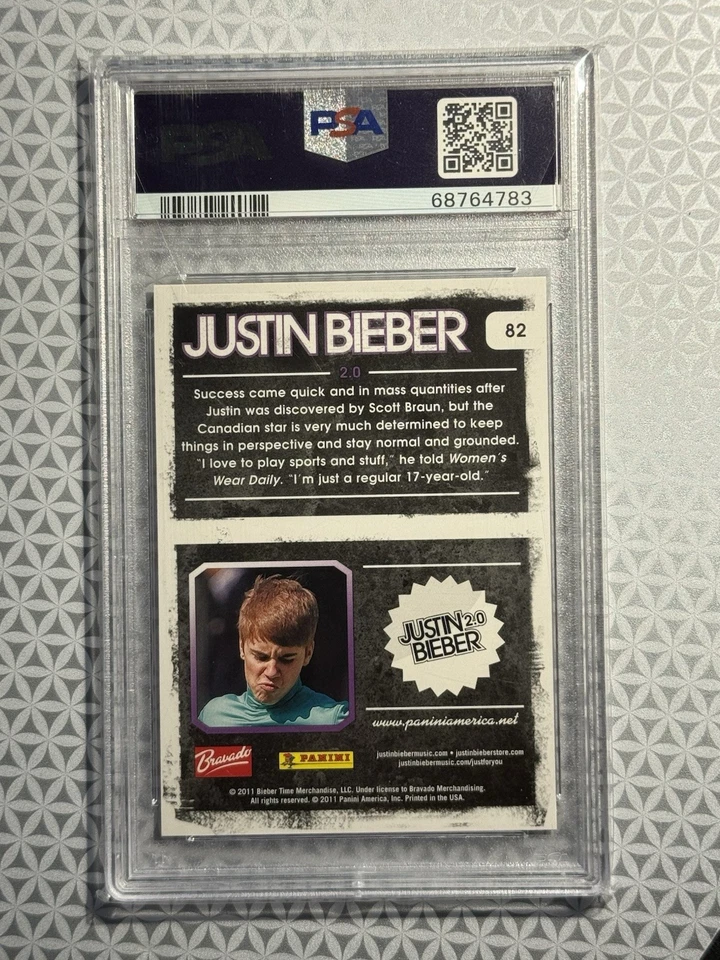 PSA
PSA
68764783
JUSTIN BIEBER
82
2.0
Success came quick and in mass quantities after
Justin was discovered by Scott Braun, but the
Canadian star is very much determined to keep
things in perspective and stay normal and grounded.
"I love to play sports and stuff," he told Women's
Wear Daily. "I'm just a regular 17-year-old."
JUSTIN 2.0
BIEBER
www.paniniamerica.net
Bravado
PANINI
justinbiebermusic.com • justinbieberstore.com
justinbiebermusic.com/justforyou
© 2011 Bieber Time Merchandise, LLC. Under license to Bravado Merchandising.
All rights reserved. © 2011 Panini America, Inc. Printed in the USA.